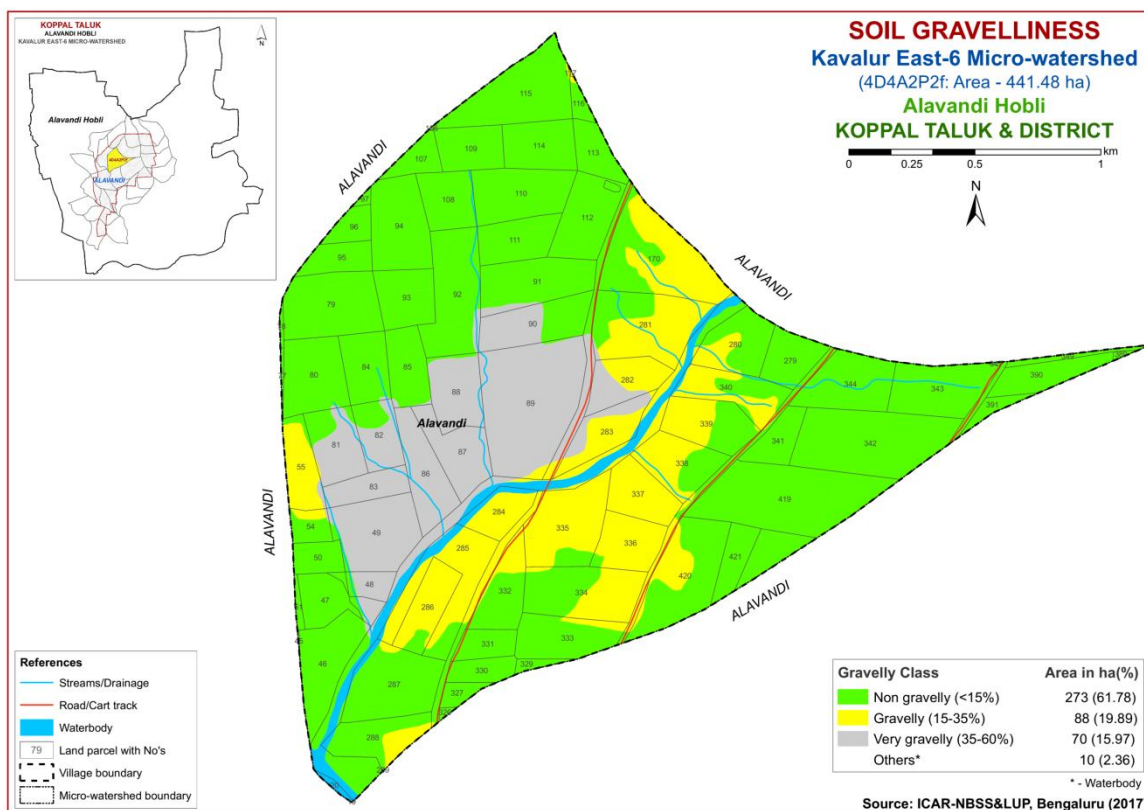 KOPPAL TALUK
ALAVANDI HOBLI
KAVALUR EAST-6 MICRO-WATERSHED
N
Alavandi Hobli
4D4A2P2f
ALAVANDI
SOIL GRAVELLINESS
Kavalur East-6 Micro-watershed
(4D4A2P2f: Area - 441.48 ha)
Alavandi Hobli
KOPPAL TALUK & DISTRICT
km
0 0.25 0.5 1
N
ALAVANDI
ALAVANDI
ALAVANDI
ALAVANDI
Alavandi
115
116
114
113
109
107
108
110
112
111
97
96
94
95
79
93
92
91
90
170
281
280
279
282
340
344
343
390
391
80
84
85
88
89
283
339
341
342
81
82
87
86
83
55
338
337
419
284
335
336
54
49
50
285
421
420
48
47
286
332
334
333
331
46
330
329
287
327
288
References
Streams/Drainage
Road/Cart track
Waterbody
79 Land parcel with No's
Village boundary
Micro-watershed boundary
Gravelly Class Area in ha(%)
Non gravelly (<15%) 273 (61.78)
Gravelly (15-35%) 88 (19.89)
Very gravelly (35-60%) 70 (15.97)
Others* 10 (2.36)
* - Waterbody
Source: ICAR-NBSS&LUP, Bengaluru (2017